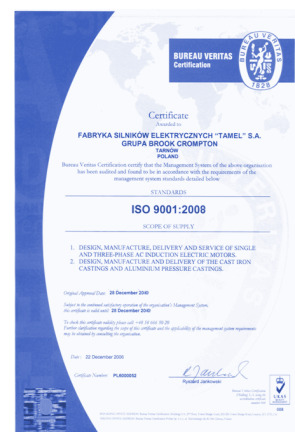 BUREAU VERITAS
Certification
BUREAU VERITAS
1828
Certificate
Awarded to
FABRYKA SILNIKÓW ELEKTRYCZNYCH "TAMEL" S.A.
GRUPA BROOK CROMPTON
TARNÓW
POLAND
Bureau Veritas Certification certify that the Management System of the above organisation
has been audited and found to be in accordance with the requirements of the
management system standards detailed below
STANDARDS
ISO 9001:2008
SCOPE OF SUPPLY
1. DESIGN, MANUFACTURE, DELIVERY AND SERVICE OF SINGLE
AND THREE-PHASE AC INDUCTION ELECTRIC MOTORS.
2. DESIGN, MANUFACTURE AND DELIVERY OF THE CAST IRON
CASTINGS AND ALUMINIUM PRESSURE CASTINGS.
Original Approval Date:
Subject to the continued satisfactory operation of the organisation's Management System,
this certificate is valid until:
To check this certificate validity please call:
Further clarification regarding the scope of this certificate and the applicability of the management system requirements
may be obtained by consulting the organisation.
Date:
Certificate Number:
Ryszard Jankowski
UKAS
008